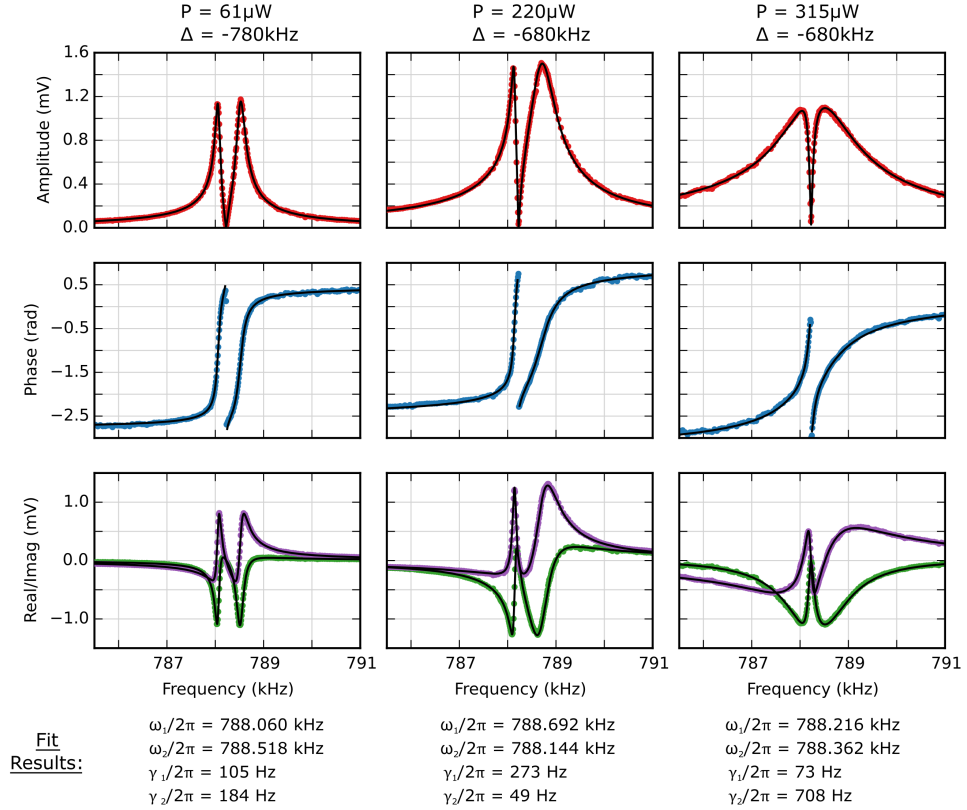 P = 61µW
Δ = -780kHz
P = 220µW
Δ = -680kHz
P = 315µW
Δ = -680kHz
Amplitude (mV)
1.6
1.2
0.8
0.4
0.0
Phase (rad)
0.5
−0.5
−1.5
−2.5
Real/Imag (mV)
1.0
0.0
−1.0
787 789 791
787 789 791
787 789 791
Frequency (kHz)
Frequency (kHz)
Frequency (kHz)
Fit
Results:
ω₁/2π = 788.060 kHz
ω₂/2π = 788.518 kHz
γ₁/2π = 105 Hz
γ₂/2π = 184 Hz
ω₁/2π = 788.692 kHz
ω₂/2π = 788.144 kHz
γ₁/2π = 273 Hz
γ₂/2π = 49 Hz
ω₁/2π = 788.216 kHz
ω₂/2π = 788.362 kHz
γ₁/2π = 73 Hz
γ₂/2π = 708 Hz